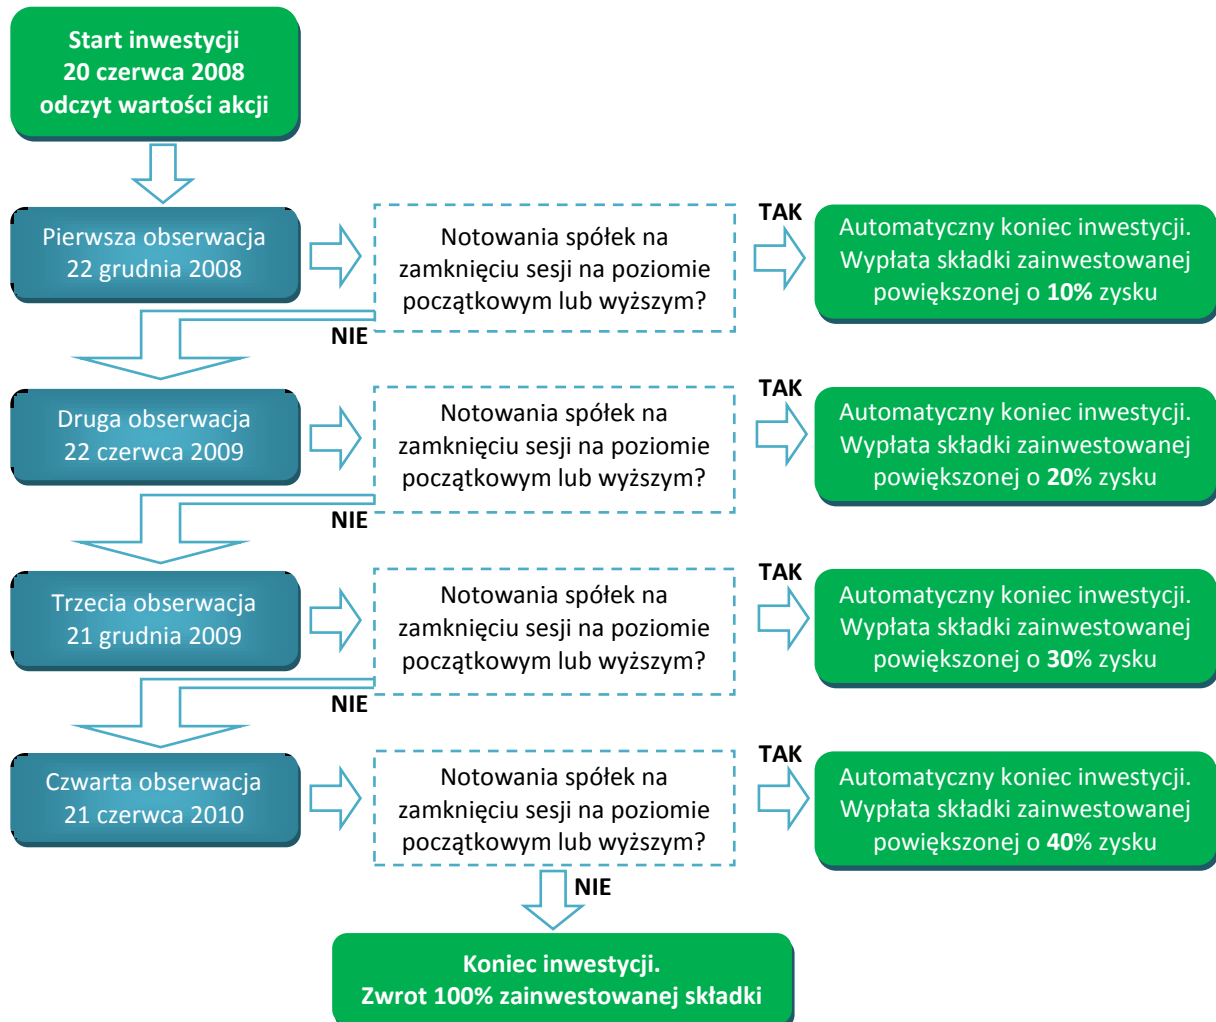 Start inwestycji
20 czerwca 2008
odczyt wartości akcji
Pierwsza obserwacja
22 grudnia 2008
Notowania spółek na
zamknięciu sesji na poziomie
początkowym lub wyższym?
TAK
Automatyczny koniec inwestycji.
Wypłata składki zainwestowanej
powiększonej o 10% zysku
NIE
Druga obserwacja
22 czerwca 2009
Notowania spółek na
zamknięciu sesji na poziomie
początkowym lub wyższym?
TAK
Automatyczny koniec inwestycji.
Wypłata składki zainwestowanej
powiększonej o 20% zysku
NIE
Trzecia obserwacja
21 grudnia 2009
Notowania spółek na
zamknięciu sesji na poziomie
początkowym lub wyższym?
TAK
Automatyczny koniec inwestycji.
Wypłata składki zainwestowanej
powiększonej o 30% zysku
NIE
Czwarta obserwacja
21 czerwca 2010
Notowania spółek na
zamknięciu sesji na poziomie
początkowym lub wyższym?
TAK
Automatyczny koniec inwestycji.
Wypłata składki zainwestowanej
powiększonej o 40% zysku
NIE
Koniec inwestycji.
Zwrot 100% zainwestowanej składki